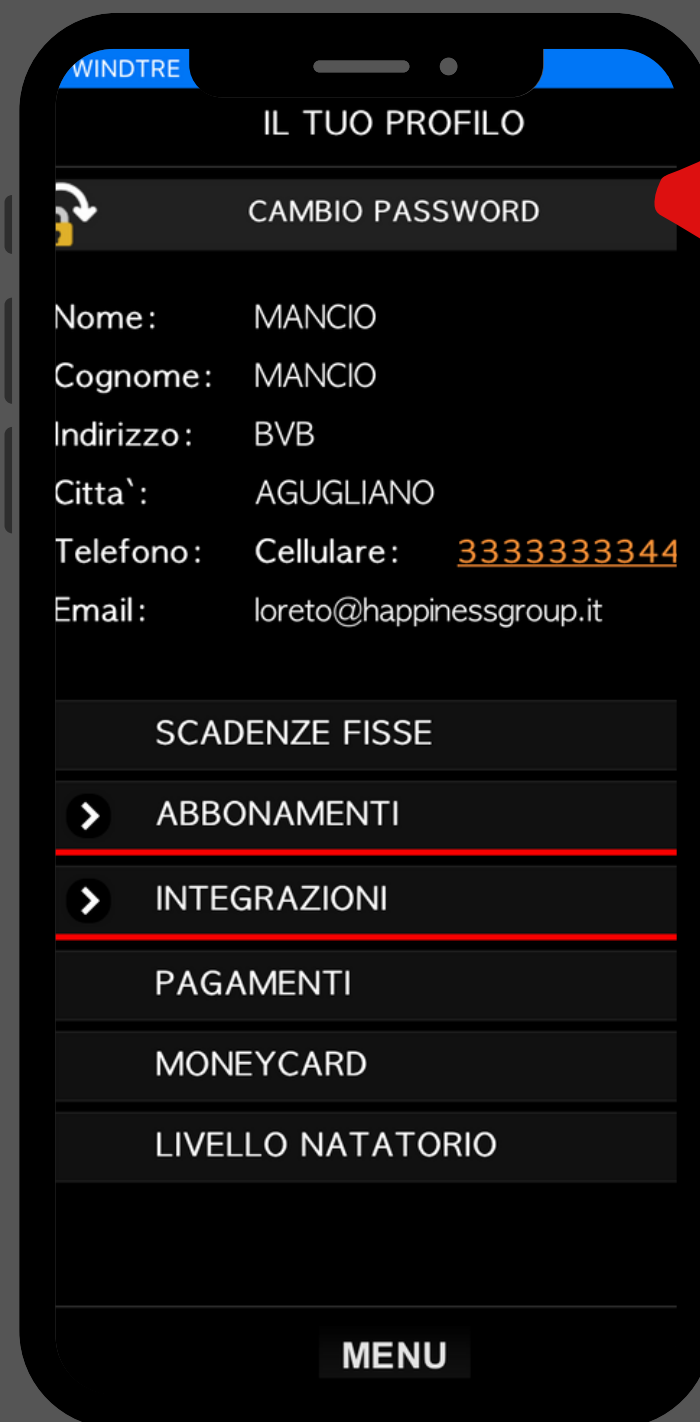 WINDTRE
IL TUO PROFILO
CAMBIO PASSWORD
Nome: MANCIO
Cognome: MANCIO
Indirizzo: BVB
Citta`: AGUGLIANO
Telefono: Cellulare: 3333333344
Email: loreto@happinessgroup.it
SCADENZE FISSE
ABBONAMENTI
INTEGRAZIONI
PAGAMENTI
MONEYCARD
LIVELLO NATATORIO
MENU